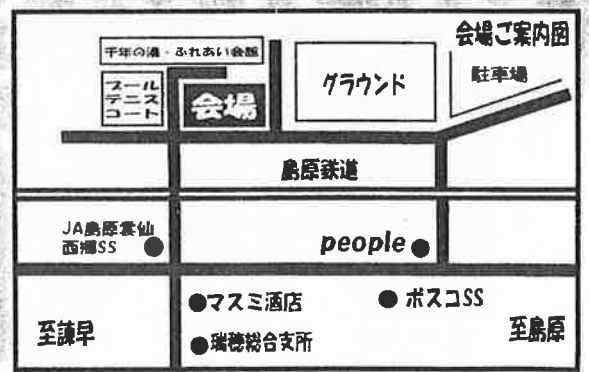 会場ご案内図
千年の湯・ふれあい会館
プール
テニス
コート
会場
グラウンド
駐車場
島原鉄道
JA島原雲仙
西郷SS
people
マスミ酒店
ボスコSS
瑞穂総合支所
至諫早
至島原